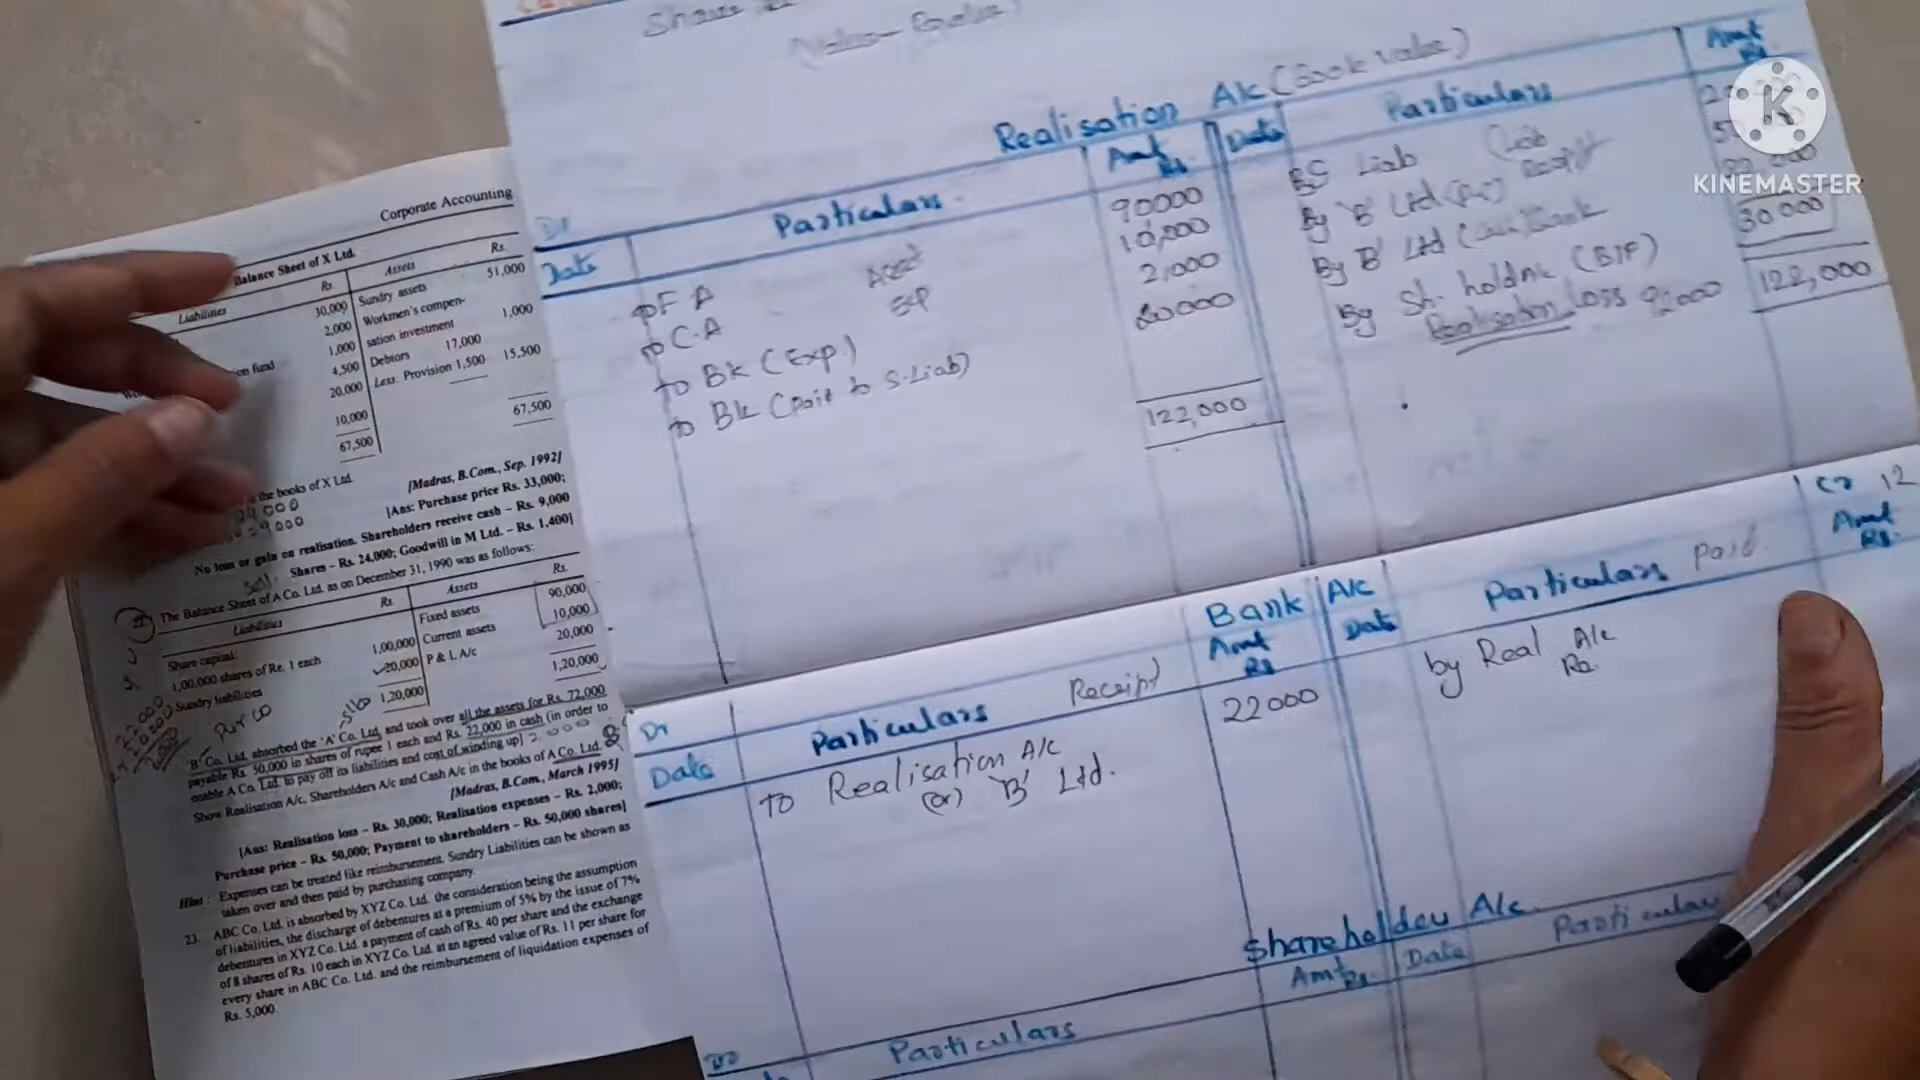 Share
Realisation A/c (Book Value)
Dr
Date Particulars Amt Rs Date Particulars Amt Rs
to F A Asset 90000
to C.A Exp 10,000
to Bk (Exp.) 2,000
to Bk (paid to S.Liab) 20000
122,000
By S Liab
By 'B' Ltd
By 'B' Ltd Bank
By Sh. hold A/c (B/F) 30 000
Realisation Loss 122,000
Bank A/c Cr 12
Dr
Date Particulars Receipt Amt Rs Date Particulars Paid. Amt Rs.
to Realisation A/c 22000 by Real A/c
(or) 'B' Ltd. Ra
Shareholder A/c.
Dr Particulars Amt Rs. Date Particulars
KINEMASTER
Corporate Accounting
Balance Sheet of X Ltd.
Liabilities Rs. Assets Rs.
30,000 Sundry assets 51,000
2,000 Workmen's compen-
1,000 sation investment 1,000
on fund 4,500 Debtors 17,000
20,000 Less: Provision 1,500 15,500
10,000
67,500 67,500
the books of X Ltd.
[Madras, B.Com., Sep. 1992]
[Ans: Purchase price Rs. 33,000;
No loss or gain on realisation. Shareholders receive cash – Rs. 9,000
Shares – Rs. 24,000; Goodwill in M Ltd. – Rs. 1,400]
The Balance Sheet of A Co. Ltd. as on December 31, 1990 was as follows:
Liabilities Rs. Assets Rs.
Share capital: Fixed assets 90,000
1,00,000 shares of Re. 1 each 1,00,000 Current assets 10,000
Sundry liabilities 20,000 P & L A/c 20,000
1,20,000 1,20,000
'B' Co. Ltd. absorbed the 'A' Co. Ltd. and took over all the assets for Rs. 72,000
payable Rs. 50,000 in shares of rupee 1 each and Rs. 22,000 in cash (in order to
enable A Co. Ltd. to pay off its liabilities and cost of winding up)
Show Realisation A/c, Shareholders A/c and Cash A/c in the books of A Co. Ltd.
[Madras, B.Com., March 1995]
[Ans: Realisation loss – Rs. 30,000; Realisation expenses – Rs. 2,000;
Purchase price – Rs. 50,000; Payment to shareholders – Rs. 50,000 shares]
Hint : Expenses can be treated like reimbursement. Sundry Liabilities can be shown as
taken over and then paid by purchasing company.
23. ABC Co. Ltd. is absorbed by XYZ Co. Ltd. the consideration being the assumption
of liabilities, the discharge of debentures at a premium of 5% by the issue of 7%
debentures in XYZ Co. Ltd. a payment of cash of Rs. 40 per share and the exchange
of 8 shares of Rs. 10 each in XYZ Co. Ltd. at an agreed value of Rs. 11 per share for
every share in ABC Co. Ltd. and the reimbursement of liquidation expenses of
Rs. 5,000.